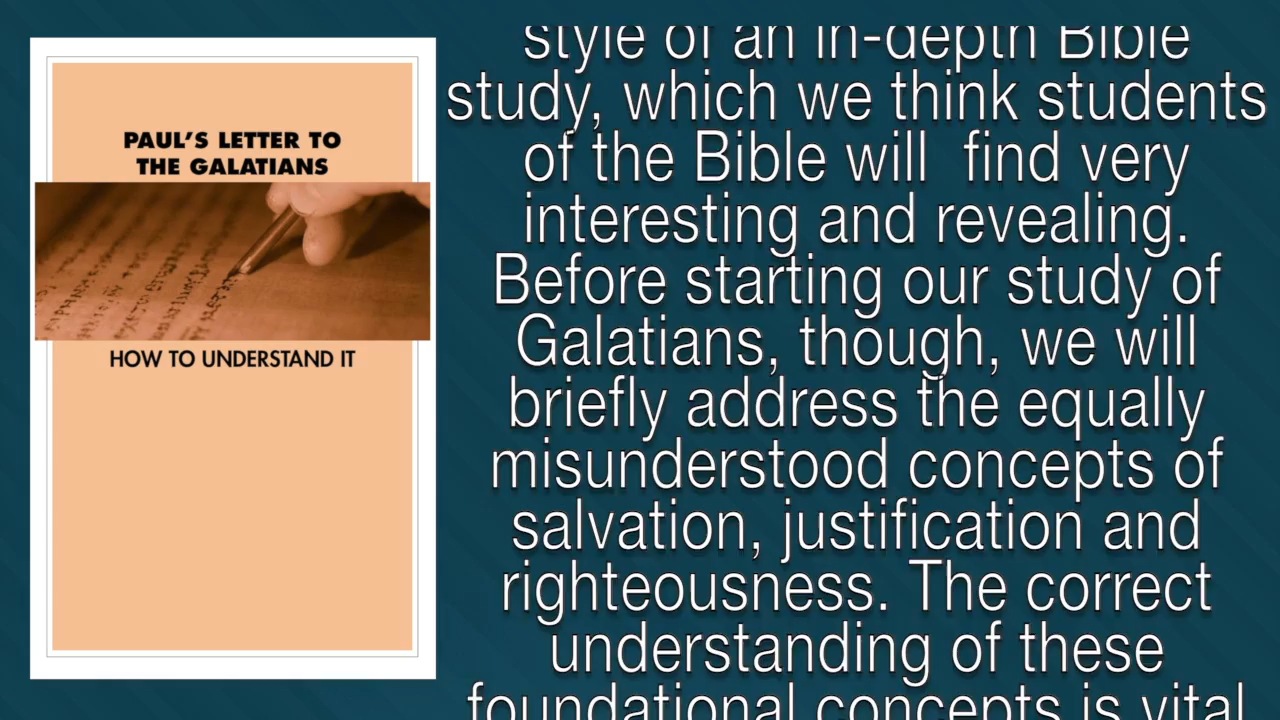 PAUL'S LETTER TO
THE GALATIANS
HOW TO UNDERSTAND IT
style of an in-depth Bible
study, which we think students
of the Bible will find very
interesting and revealing.
Before starting our study of
Galatians, though, we will
briefly address the equally
misunderstood concepts of
salvation, justification and
righteousness. The correct
understanding of these
foundational concepts is vital